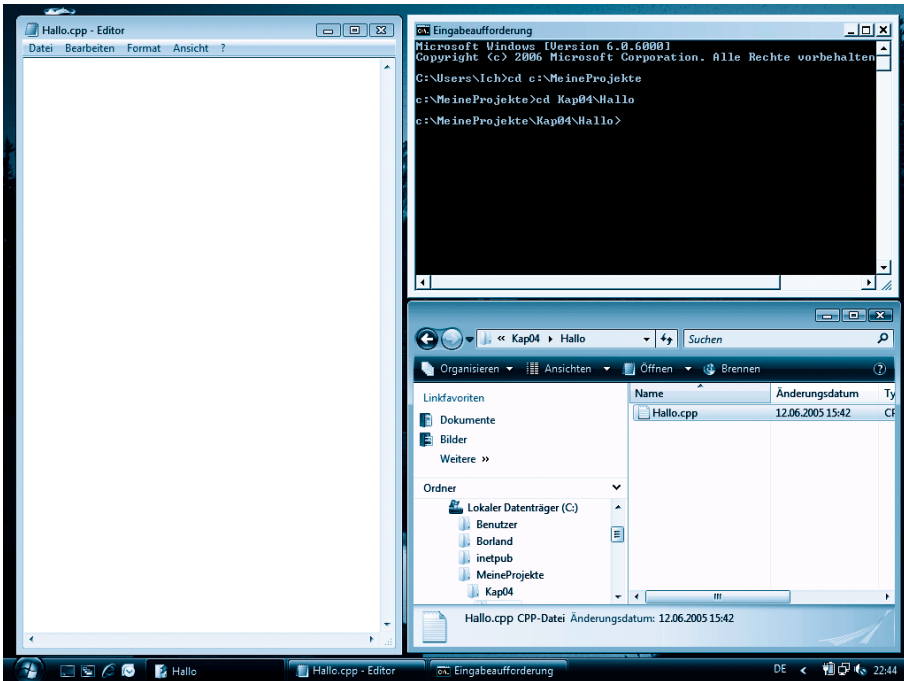 Hallo.cpp - Editor
Datei Bearbeiten Format Ansicht ?
Eingabeaufforderung
Microsoft Windows [Version 6.0.6000]
Copyright (c) 2006 Microsoft Corporation. Alle Rechte vorbehalten
C:\Users\Ich>cd c:\MeineProjekte
c:\MeineProjekte>cd Kap04\Hallo
c:\MeineProjekte\Kap04\Hallo>
« Kap04 Hallo
Suchen
Organisieren Ansichten Öffnen Brennen
Linkfavoriten
Dokumente
Bilder
Weitere »
Ordner
Lokaler Datenträger (C:)
Benutzer
Borland
inetpub
MeineProjekte
Kap04
Name Änderungsdatum Ty
Hallo.cpp 12.06.2005 15:42 CF
Hallo.cpp CPP-Datei Änderungsdatum: 12.06.2005 15:42
Hallo
Hallo.cpp - Editor
Eingabeaufforderung
DE 22:44